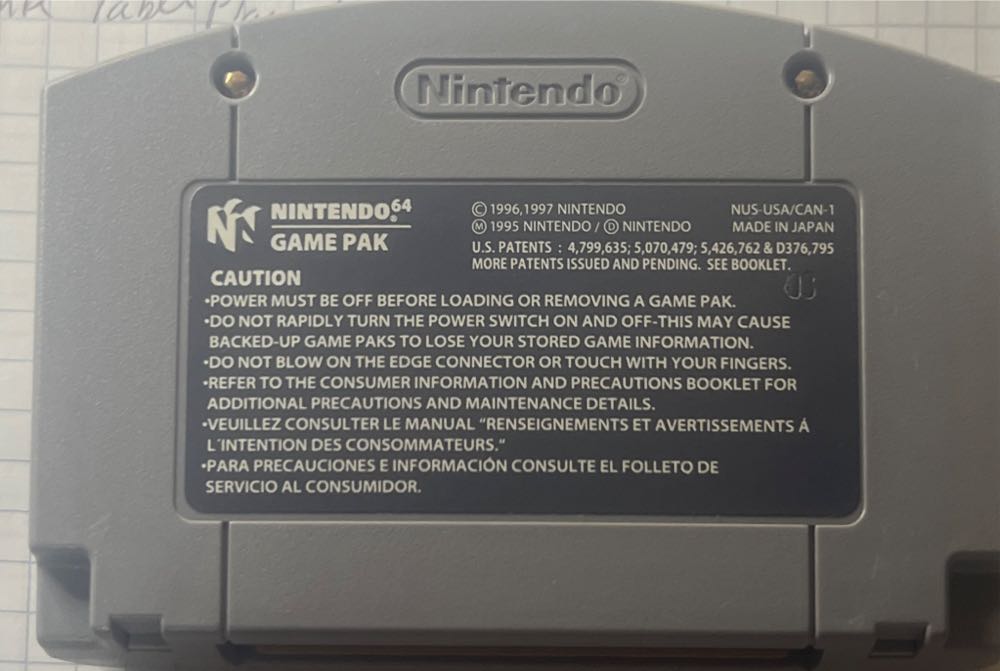 Nintendo®
NINTENDO64®
GAME PAK
© 1996,1997 NINTENDO
Ⓜ 1995 NINTENDO / Ⓓ NINTENDO
NUS-USA/CAN-1
MADE IN JAPAN
U.S. PATENTS : 4,799,635; 5,070,479; 5,426,762 & D376,795
MORE PATENTS ISSUED AND PENDING. SEE BOOKLET.
CAUTION
•POWER MUST BE OFF BEFORE LOADING OR REMOVING A GAME PAK.
•DO NOT RAPIDLY TURN THE POWER SWITCH ON AND OFF-THIS MAY CAUSE
BACKED-UP GAME PAKS TO LOSE YOUR STORED GAME INFORMATION.
•DO NOT BLOW ON THE EDGE CONNECTOR OR TOUCH WITH YOUR FINGERS.
•REFER TO THE CONSUMER INFORMATION AND PRECAUTIONS BOOKLET FOR
ADDITIONAL PRECAUTIONS AND MAINTENANCE DETAILS.
•VEUILLEZ CONSULTER LE MANUAL "RENSEIGNEMENTS ET AVERTISSEMENTS Á
L'INTENTION DES CONSOMMATEURS."
•PARA PRECAUCIONES E INFORMACIÓN CONSULTE EL FOLLETO DE
SERVICIO AL CONSUMIDOR.